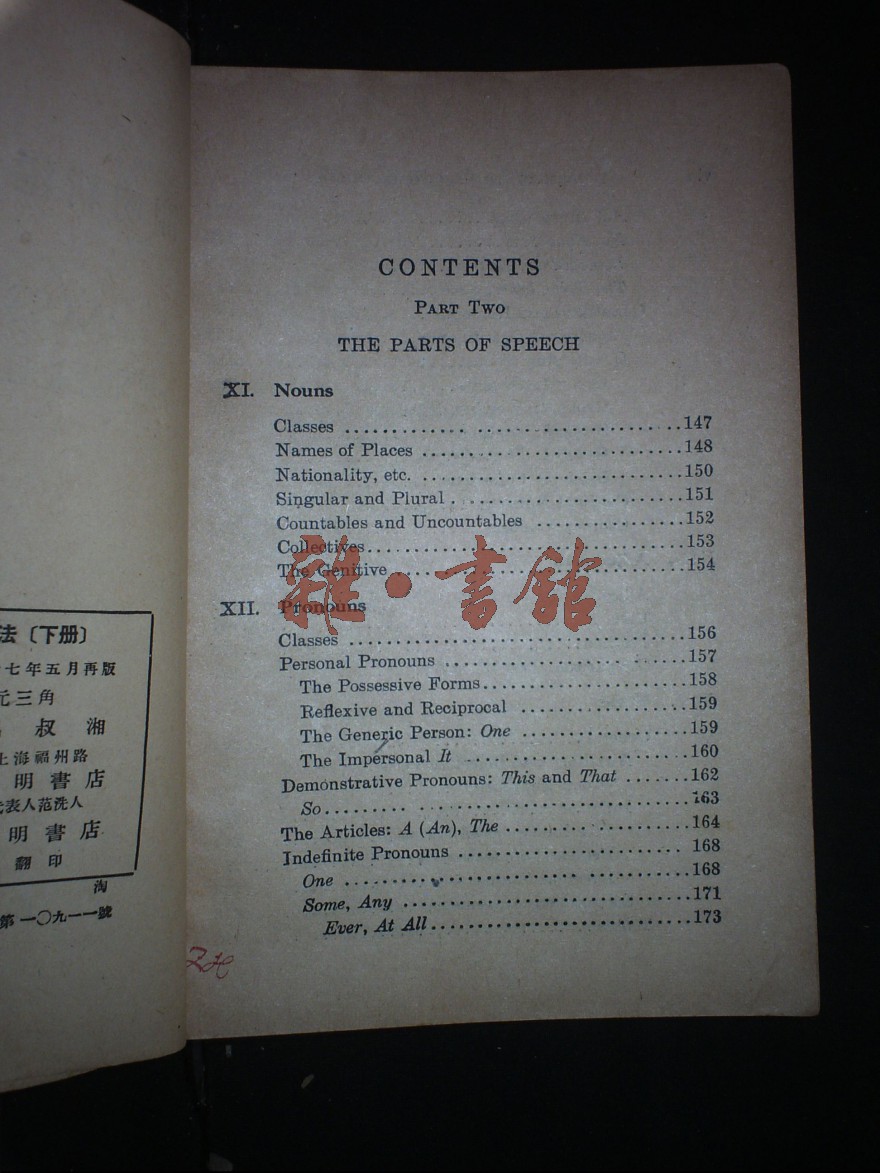 法〔下册〕
七年五月再版
元三角
叔湘
上海福州路
明書店
代表人范洗人
明書店
翻印
淘
第一〇九一一號
CONTENTS
PART TWO
THE PARTS OF SPEECH
XI. Nouns
Classes ........................................147
Names of Places ........................................148
Nationality, etc. ........................................150
Singular and Plural ........................................151
Countables and Uncountables ........................................152
Collectives ........................................153
The Genitive ........................................154
XII. Pronouns
Classes ........................................156
Personal Pronouns ........................................157
The Possessive Forms ........................................158
Reflexive and Reciprocal ........................................159
The Generic Person: One ........................................159
The Impersonal It ........................................160
Demonstrative Pronouns: This and That .......162
So ........................................163
The Articles: A (An), The ........................................164
Indefinite Pronouns ........................................168
One ........................................168
Some, Any ........................................171
Ever, At All ........................................173
雜·書館